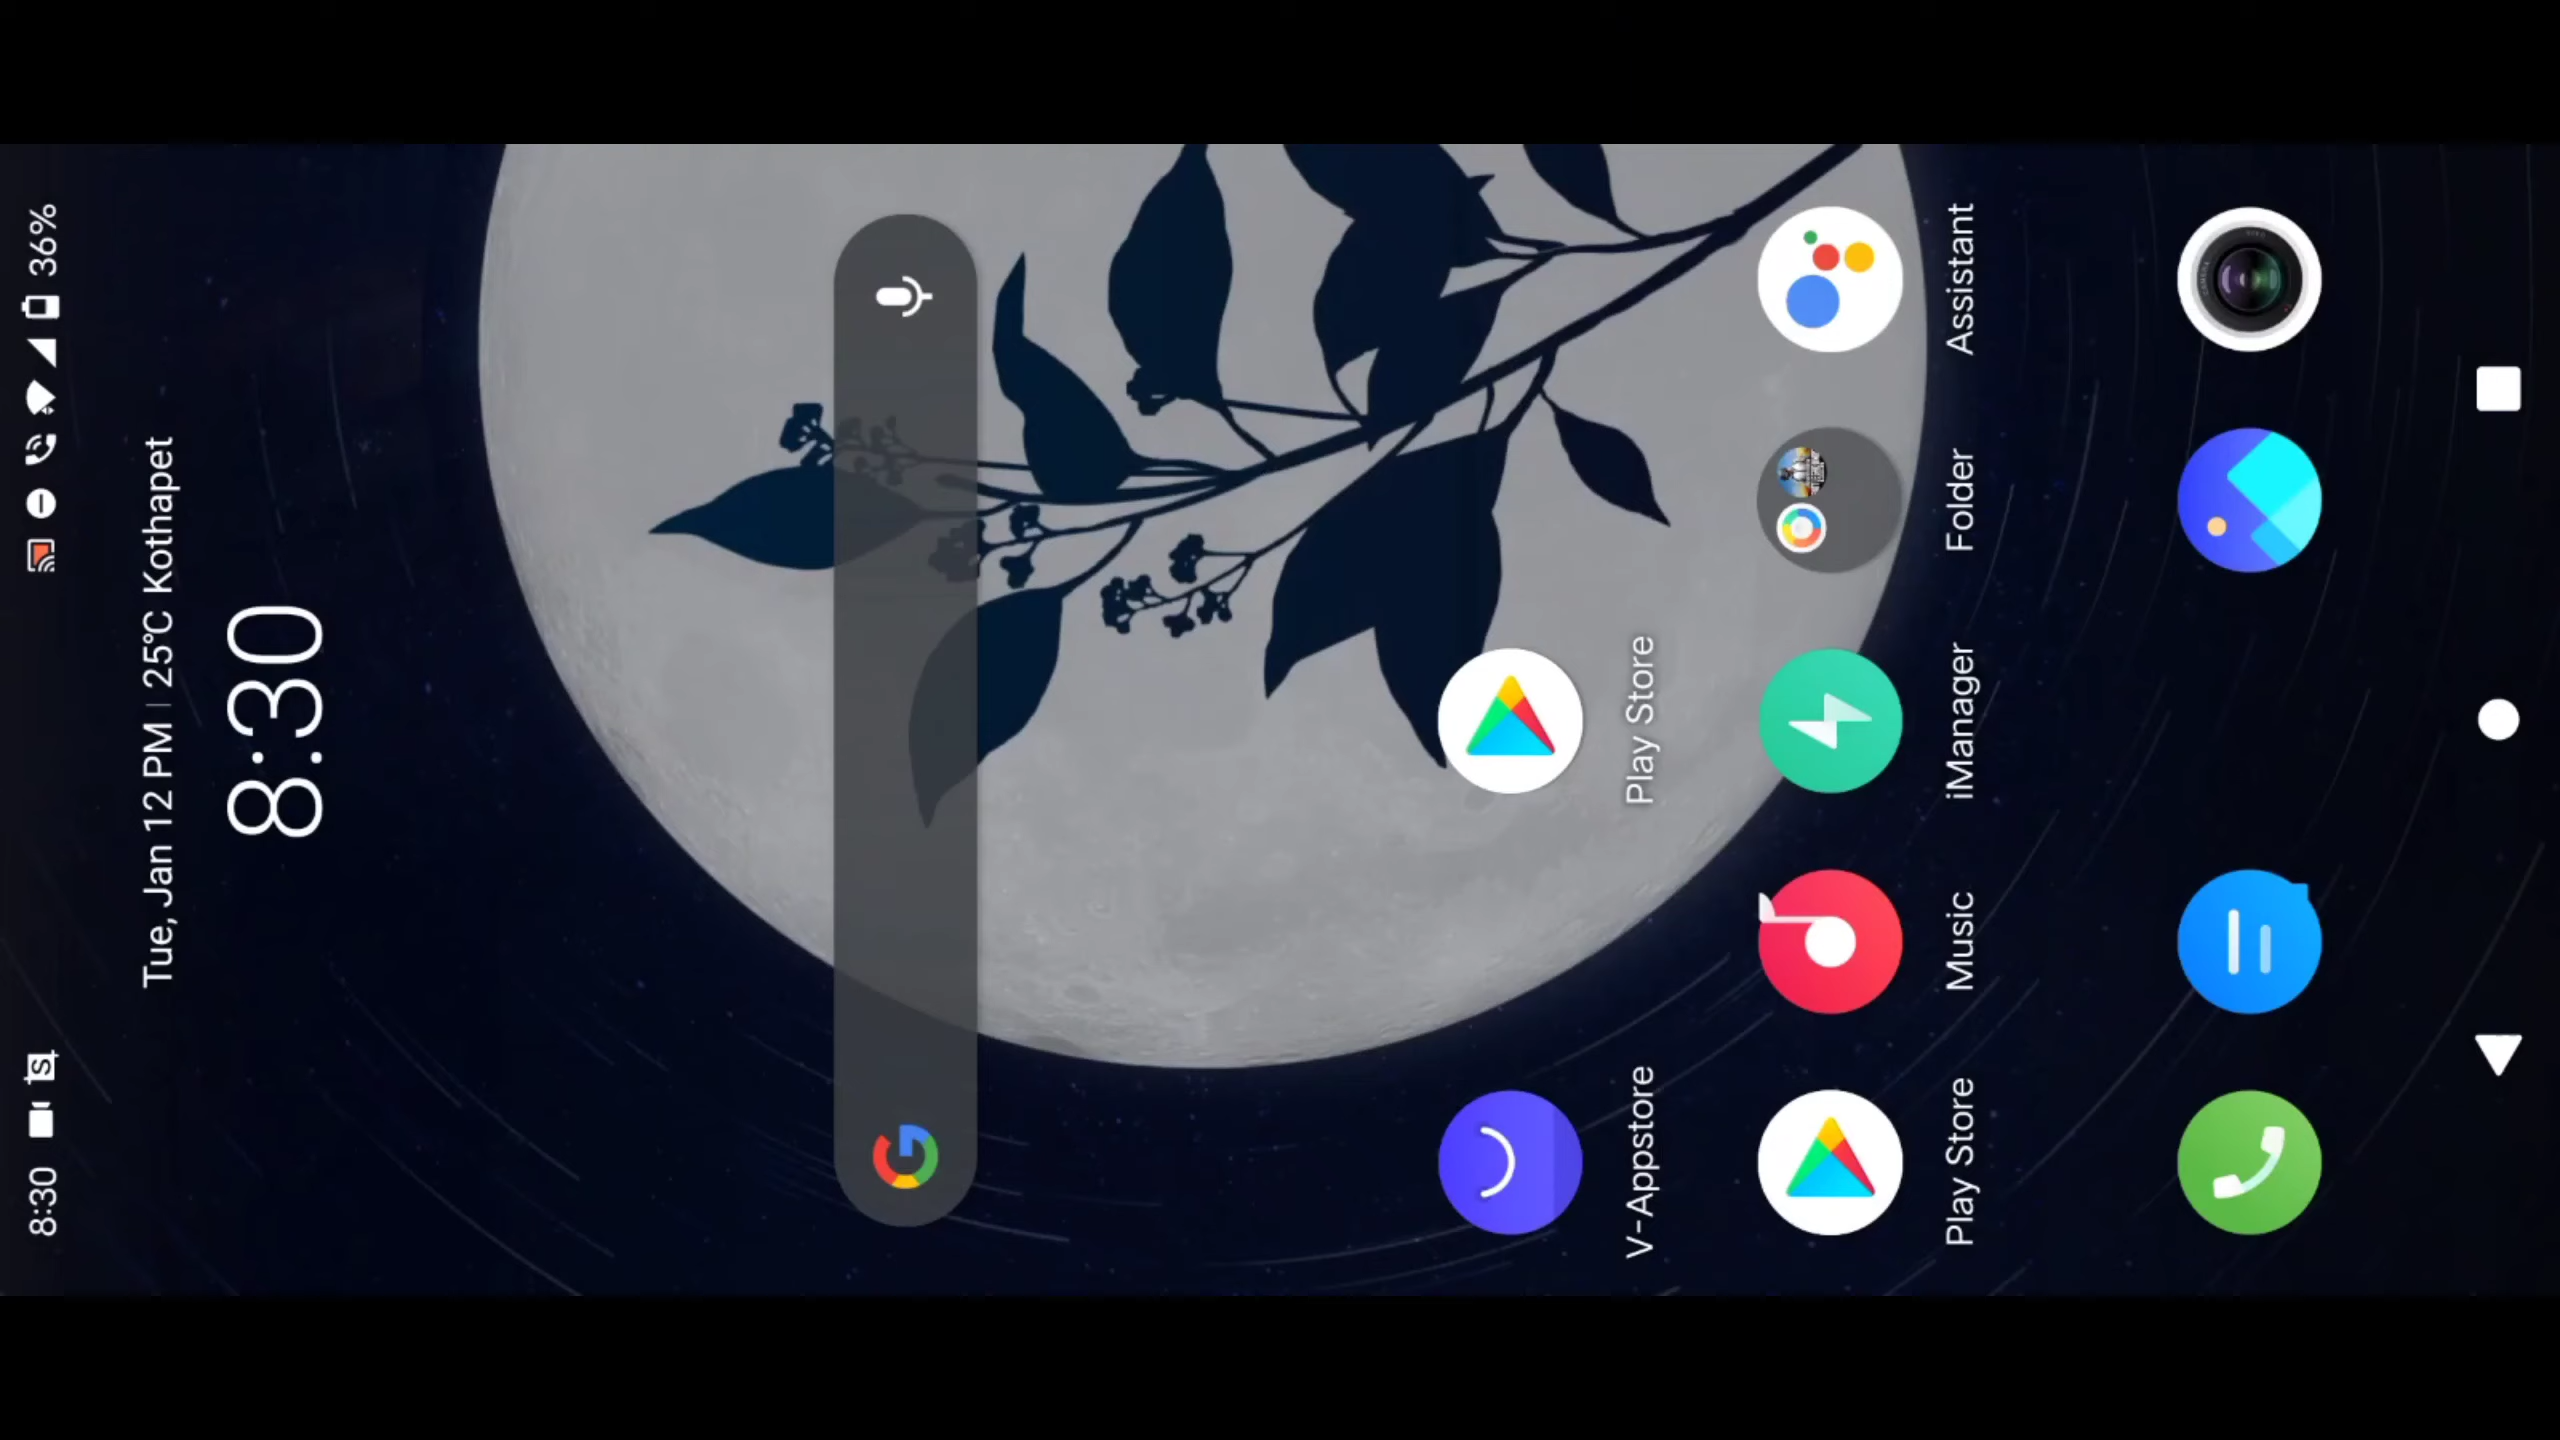 8:30
36%
Tue, Jan 12 PM | 25℃ Kothapet
8:30
V-Appstore
Play Store
Play Store
Music
iManager
Folder
Assistant